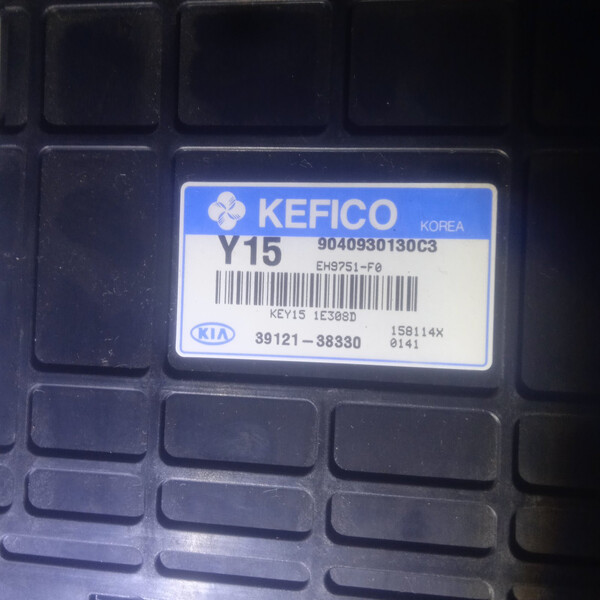 KEFICO KOREA
Y15 9040930130C3
EH9751-F0
KEY15 1E308D
KIA 39121-38330 158114X
0141